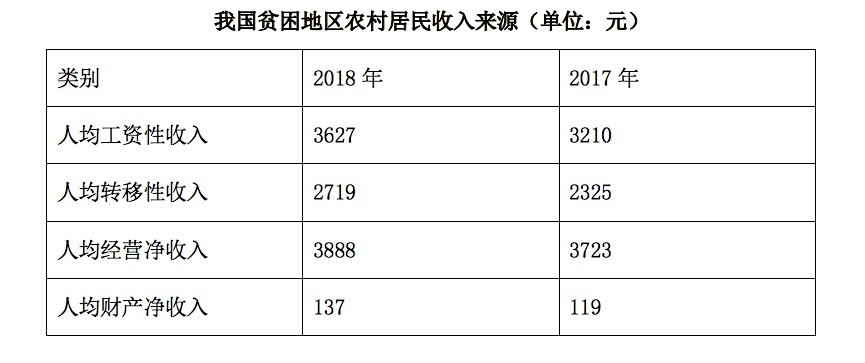 我国贫困地区农村居民收入来源（单位：元）
类别 2018 年 2017 年
人均工资性收入 3627 3210
人均转移性收入 2719 2325
人均经营净收入 3888 3723
人均财产净收入 137 119